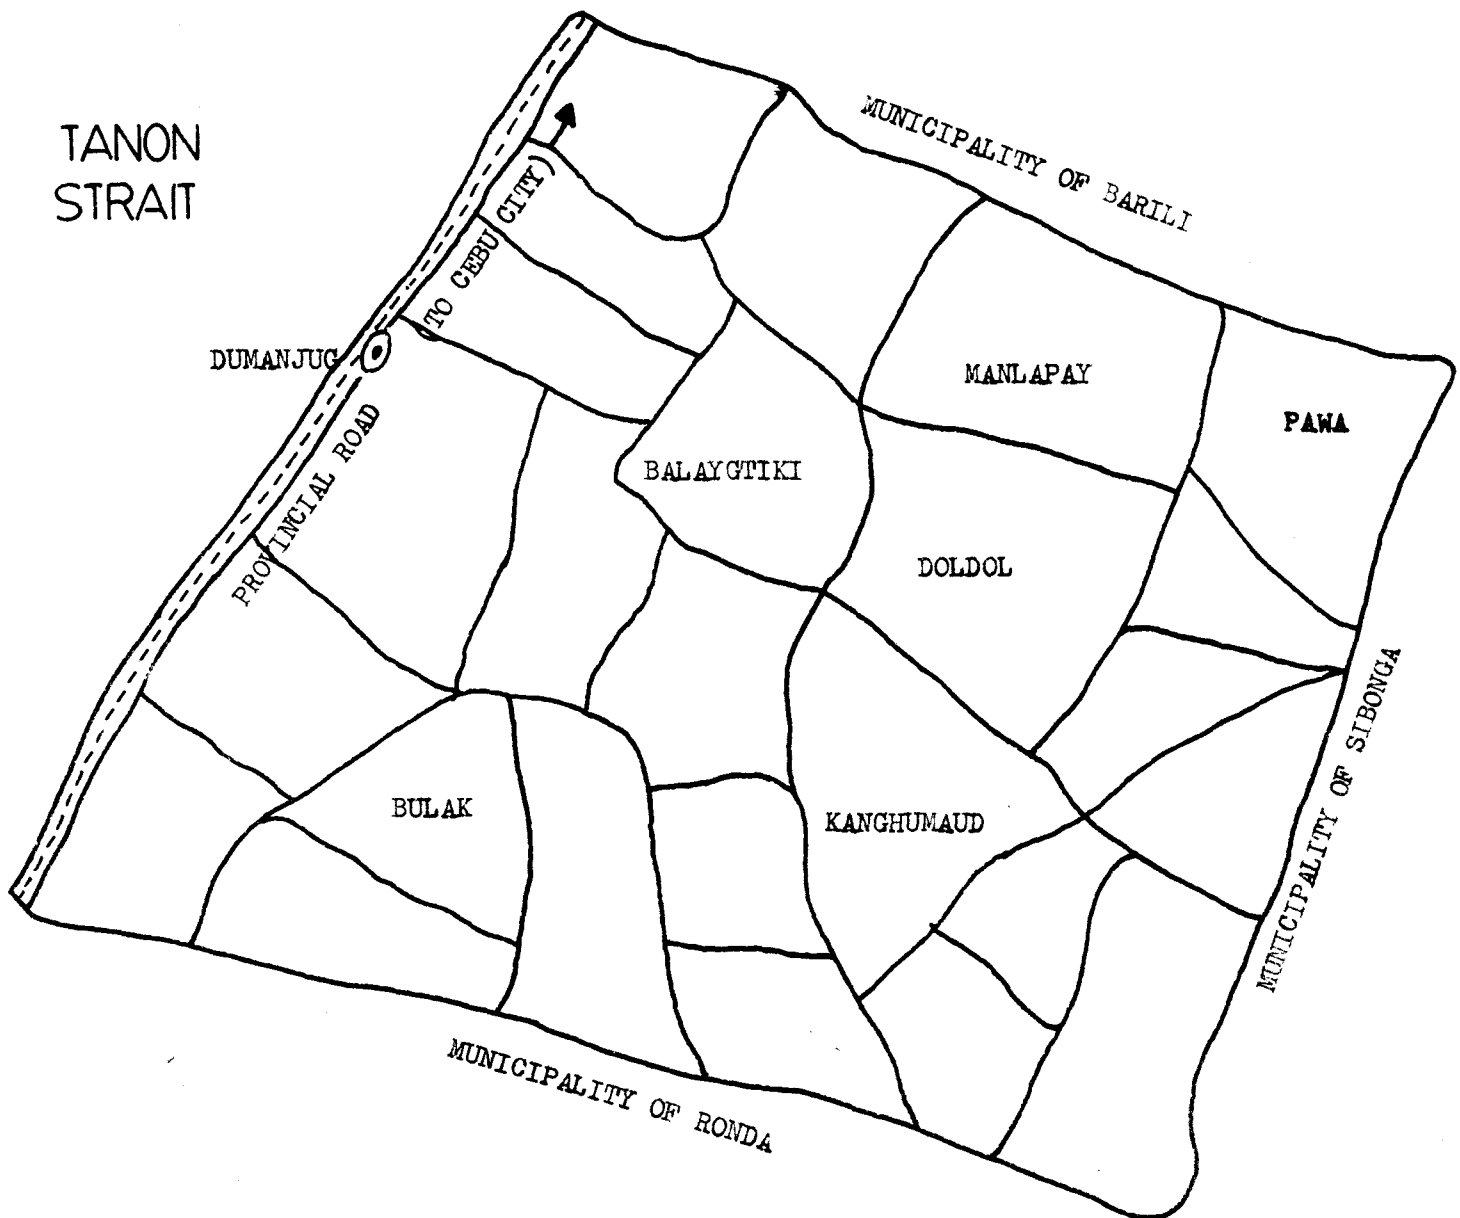 TANON
STRAIT
MUNICIPALITY OF BARILI
(TO CEBU CITY)
DUMANJUG
MANLAPAY
PAWA
BALAYGTIKI
PROVINCIAL ROAD
DOLDOL
MUNICIPALITY OF SIBONGA
BULAK
KANGHUMAUD
MUNICIPALITY OF RONDA